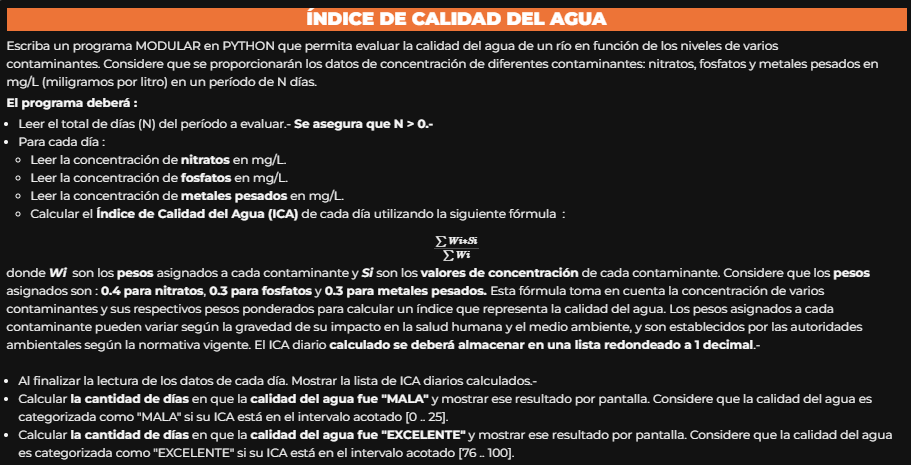 ÍNDICE DE CALIDAD DEL AGUA
Escriba un programa MODULAR en PYTHON que permita evaluar la calidad del agua de un río en función de los niveles de varios
contaminantes. Considere que se proporcionarán los datos de concentración de diferentes contaminantes: nitratos, fosfatos y metales pesados en
mg/L (miligramos por litro) en un período de N días.
El programa deberá :
• Leer el total de días (N) del período a evaluar.- Se asegura que N > 0.-
• Para cada día :
○ Leer la concentración de nitratos en mg/L.
○ Leer la concentración de fosfatos en mg/L.
○ Leer la concentración de metales pesados en mg/L.
○ Calcular el Índice de Calidad del Agua (ICA) de cada día utilizando la siguiente fórmula :
∑ Wi*Si
∑ Wi
donde Wi son los pesos asignados a cada contaminante y Si son los valores de concentración de cada contaminante. Considere que los pesos
asignados son : 0.4 para nitratos, 0.3 para fosfatos y 0.3 para metales pesados. Esta fórmula toma en cuenta la concentración de varios
contaminantes y sus respectivos pesos ponderados para calcular un índice que representa la calidad del agua. Los pesos asignados a cada
contaminante pueden variar según la gravedad de su impacto en la salud humana y el medio ambiente, y son establecidos por las autoridades
ambientales según la normativa vigente. El ICA diario calculado se deberá almacenar en una lista redondeado a 1 decimal.-
• Al finalizar la lectura de los datos de cada día. Mostrar la lista de ICA diarios calculados.-
• Calcular la cantidad de días en que la calidad del agua fue "MALA" y mostrar ese resultado por pantalla. Considere que la calidad del agua es
categorizada como "MALA" si su ICA está en el intervalo acotado [0 .. 25].
• Calcular la cantidad de días en que la calidad del agua fue "EXCELENTE" y mostrar ese resultado por pantalla. Considere que la calidad del agua
es categorizada como "EXCELENTE" si su ICA está en el intervalo acotado [76 .. 100].